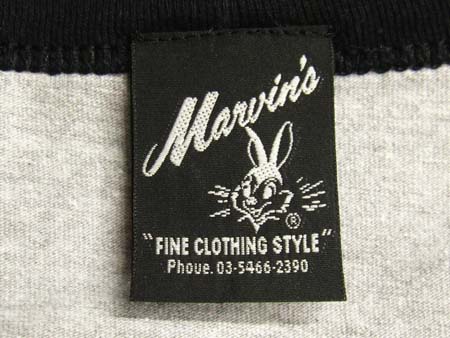 Marvin's
®
"FINE CLOTHING STYLE"
Phoue. 03-5466-2390